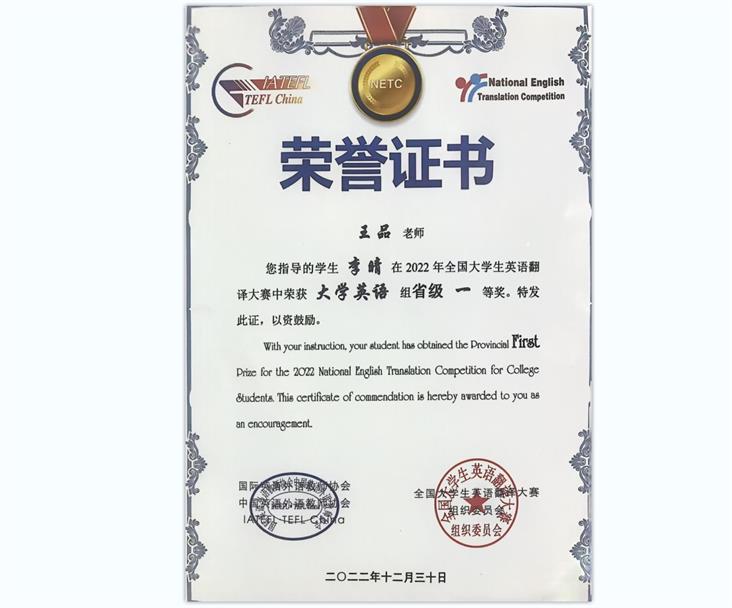 IATEFL
TEFL China
NETC
National English
Translation Competition
荣誉证书
王品 老师
您指导的学生 李晴 在2022年全国大学生英语翻
译大赛中荣获 大学英语 组省级 一 等奖。特发
此证，以资鼓励。
With your instruction, your student has obtained the Provincial First
Prize for the 2022 National English Translation Competition for College
Students. This certificate of commendation is hereby awarded to you as
an encouragement.
国际英语外语教师协会
中国英语外语教师协会
IATEFL TEFL China
全国大学生英语翻译大赛
组织委员会
全国大学生英语翻译大赛
组织委员会
二〇二二年十二月三十日